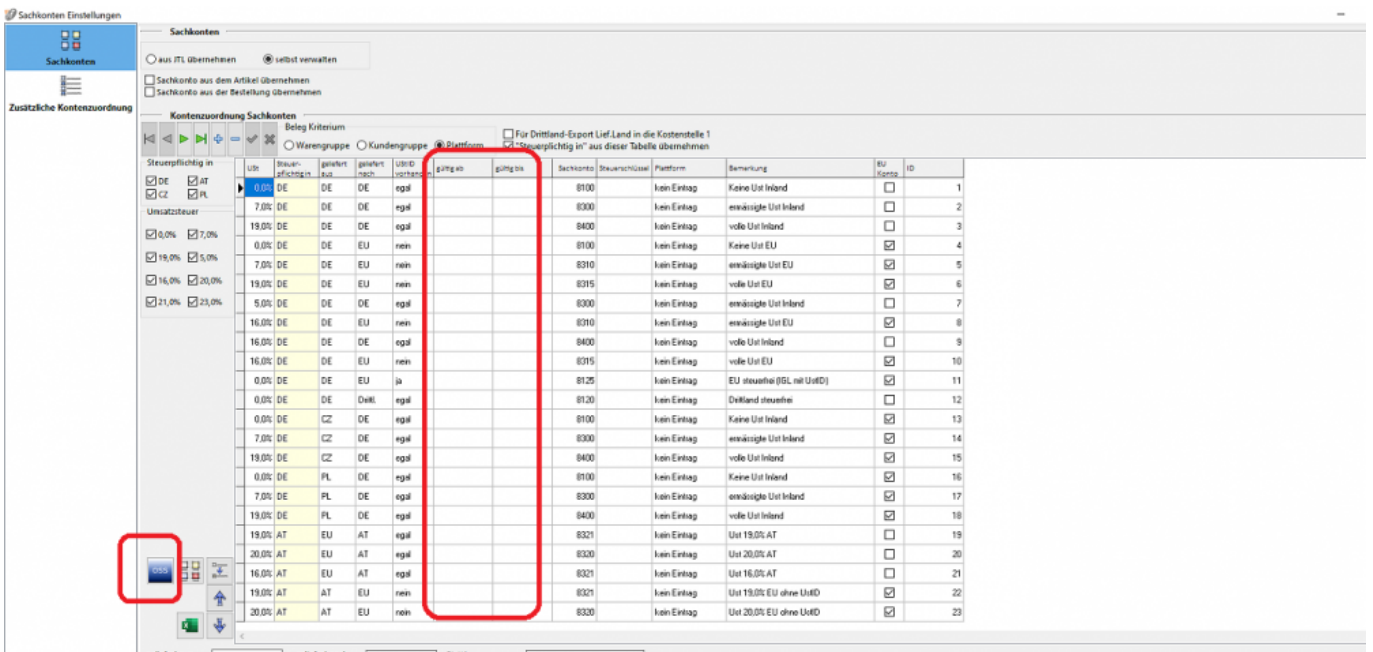 Sachkonten Einstellungen
Sachkonten
Zusätzliche Kontenzuordnung
Sachkonten
aus JTL übernehmen selbst verwalten
Sachkonto aus dem Artikel übernehmen
Sachkonto aus der Bestellung übernehmen
Kontenzuordnung Sachkonten
Beleg Kriterium
Warengruppe Kundengruppe Plattform
Für Drittland-Export Lief.Land in die Kostenstelle 1
"Steuerplichtig in" aus dieser Tabelle übernehmen
Steuerpflichtig in
DE AT
CZ PL
Umsatzsteuer
0,0% 7,0%
19,0% 5,0%
16,0% 20,0%
21,0% 23,0%
OSS
USt Steuer-pflichtig in geliefert aus geliefert nach UStID vorhanden gültig ab gültig bis Sachkonto Steuerschlüssel Plattform Bemerkung EU Konto ID
0,0% DE DE DE egal 8100 kein Eintrag Keine Ust Inland 1
7,0% DE DE DE egal 8300 kein Eintrag ermässigte Ust Inland 2
19,0% DE DE DE egal 8400 kein Eintrag volle Ust Inland 3
0,0% DE DE EU nein 8100 kein Eintrag Keine Ust EU 4
7,0% DE DE EU nein 8310 kein Eintrag ermässigte Ust EU 5
19,0% DE DE EU nein 8315 kein Eintrag volle Ust EU 6
5,0% DE DE DE egal 8300 kein Eintrag ermässigte Ust Inland 7
16,0% DE DE EU nein 8310 kein Eintrag ermässigte Ust EU 8
16,0% DE DE DE egal 8400 kein Eintrag volle Ust Inland 9
16,0% DE DE EU nein 8315 kein Eintrag volle Ust EU 10
0,0% DE DE EU ja 8125 kein Eintrag EU steuerfrei (IGL mit UstID) 11
0,0% DE DE Drittl. egal 8120 kein Eintrag Drittland steuerfrei 12
0,0% DE CZ DE egal 8100 kein Eintrag Keine Ust Inland 13
7,0% DE CZ DE egal 8300 kein Eintrag ermässigte Ust Inland 14
19,0% DE CZ DE egal 8400 kein Eintrag volle Ust Inland 15
0,0% DE PL DE egal 8100 kein Eintrag Keine Ust Inland 16
7,0% DE PL DE egal 8300 kein Eintrag ermässigte Ust Inland 17
19,0% DE PL DE egal 8400 kein Eintrag volle Ust Inland 18
19,0% AT EU AT egal 8321 kein Eintrag Ust 19,0% AT 19
20,0% AT EU AT egal 8320 kein Eintrag Ust 20,0% AT 20
16,0% AT EU AT egal 8321 kein Eintrag Ust 16,0% AT 21
19,0% AT AT EU nein 8321 kein Eintrag Ust 19,0% EU ohne UstID 22
20,0% AT AT EU nein 8320 kein Eintrag Ust 20,0% EU ohne UstID 23